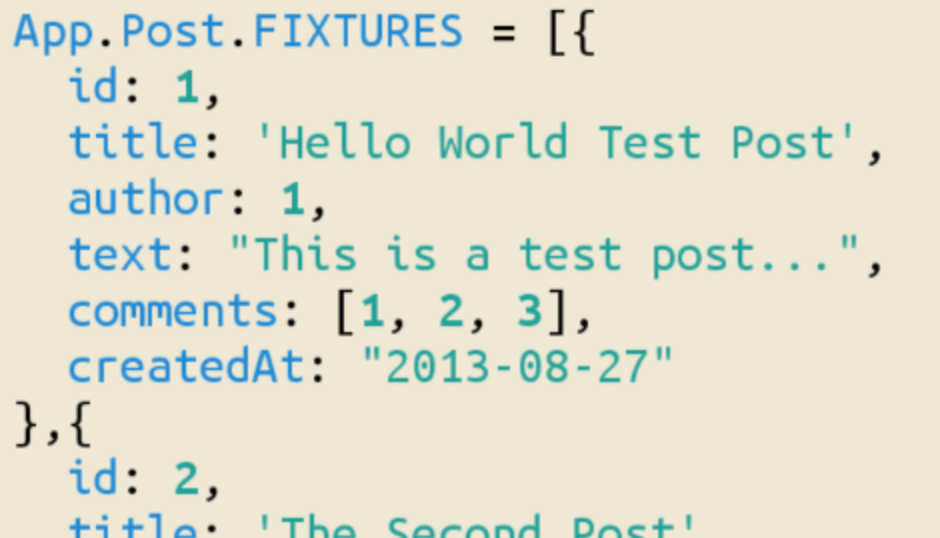 App.Post.FIXTURES = [{
  id: 1,
  title: 'Hello World Test Post',
  author: 1,
  text: "This is a test post...",
  comments: [1, 2, 3],
  createdAt: "2013-08-27"
},{
  id: 2,
  title: 'The Second Post'